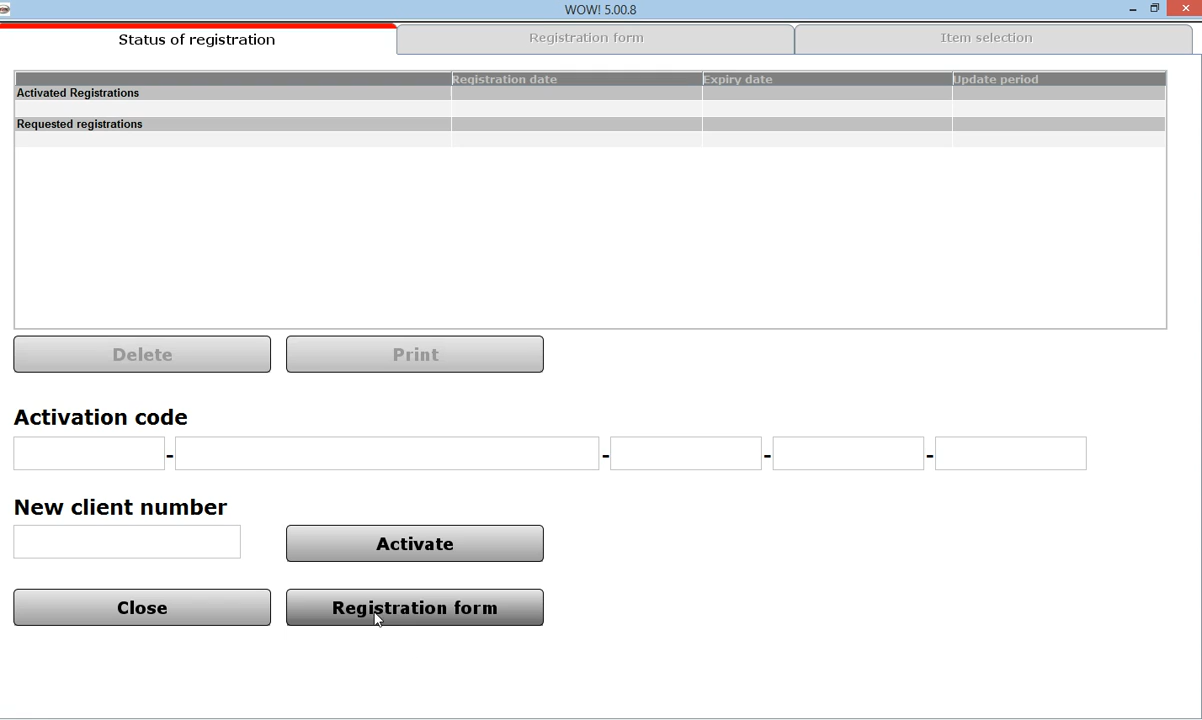 WOW! 5.00.8
Status of registration
Registration form
Item selection
Registration date
Expiry date
Update period
Activated Registrations
Requested registrations
Delete
Print
Activation code
- - - -
New client number
Activate
Close
Registration form